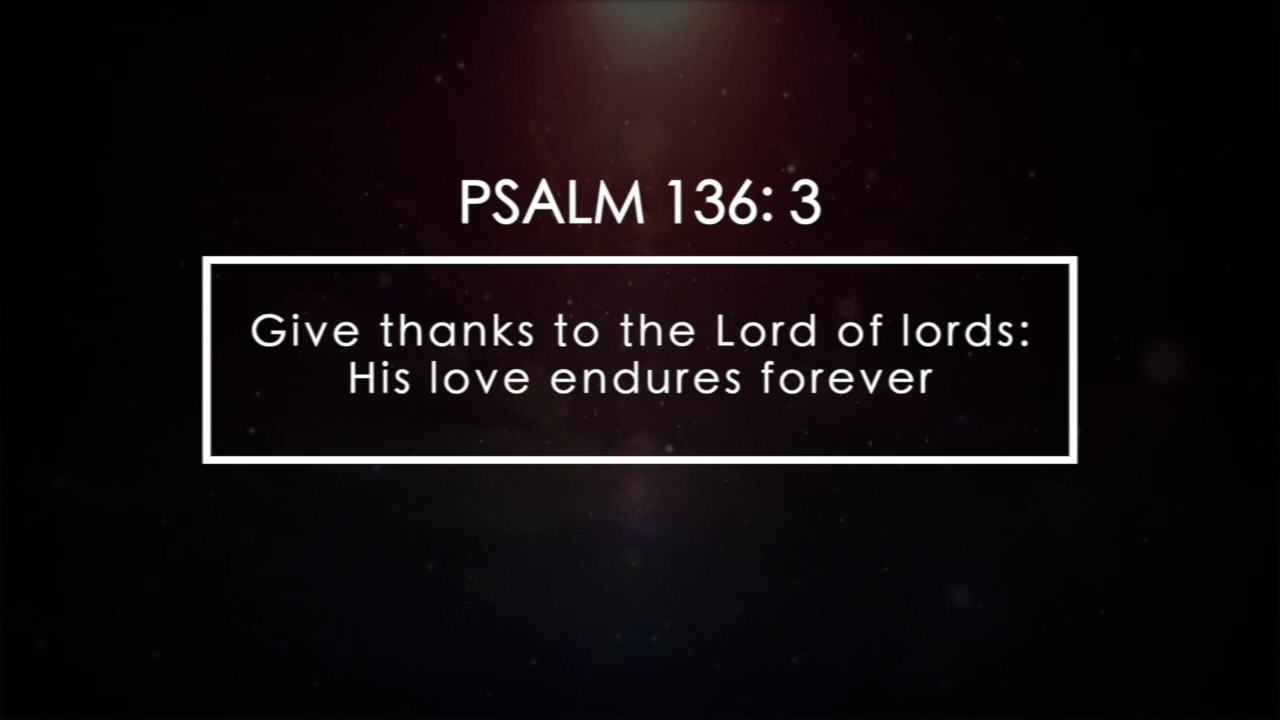 PSALM 136: 3
Give thanks to the Lord of lords:
His love endures forever